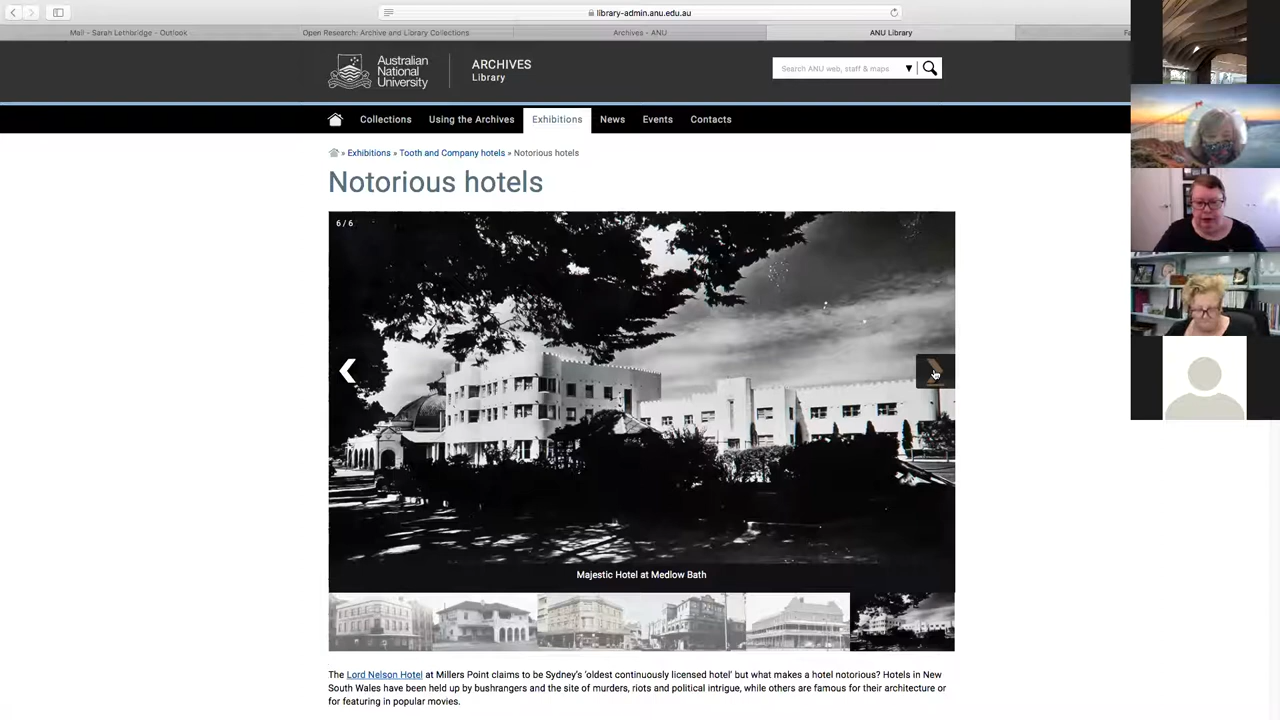 library-admin.anu.edu.au
Mail - Sarah Lethbridge - Outlook
Open Research: Archive and Library Collections
Archives - ANU
ANU Library
Fa
Australian
National
University
ARCHIVES
Library
Search ANU web, staff & maps
Collections
Using the Archives
Exhibitions
News
Events
Contacts
» Exhibitions » Tooth and Company hotels » Notorious hotels
Notorious hotels
6 / 6
Majestic Hotel at Medlow Bath
The Lord Nelson Hotel at Millers Point claims to be Sydney's 'oldest continuously licensed hotel' but what makes a hotel notorious? Hotels in New
South Wales have been held up by bushrangers and the site of murders, riots and political intrigue, while others are famous for their architecture or
for featuring in popular movies.